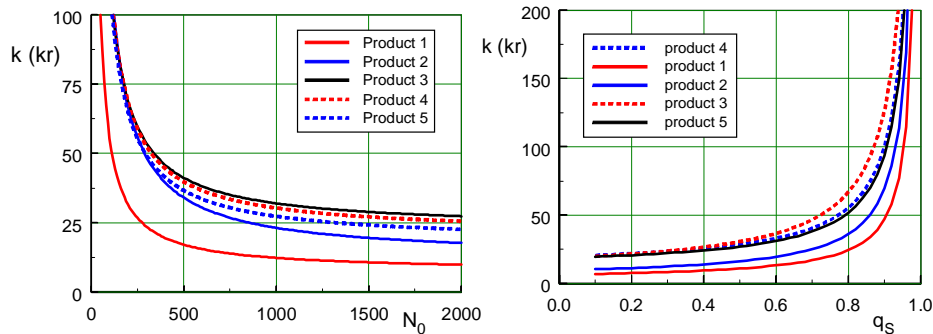 100
k (kr)
75
50
25
0
Product 1
Product 2
Product 3
Product 4
Product 5
0
500
1000
1500
2000
N0
200
k (kr)
150
100
50
0
product 4
product 1
product 2
product 3
product 5
0.0
0.2
0.4
0.6
0.8
1.0
qS